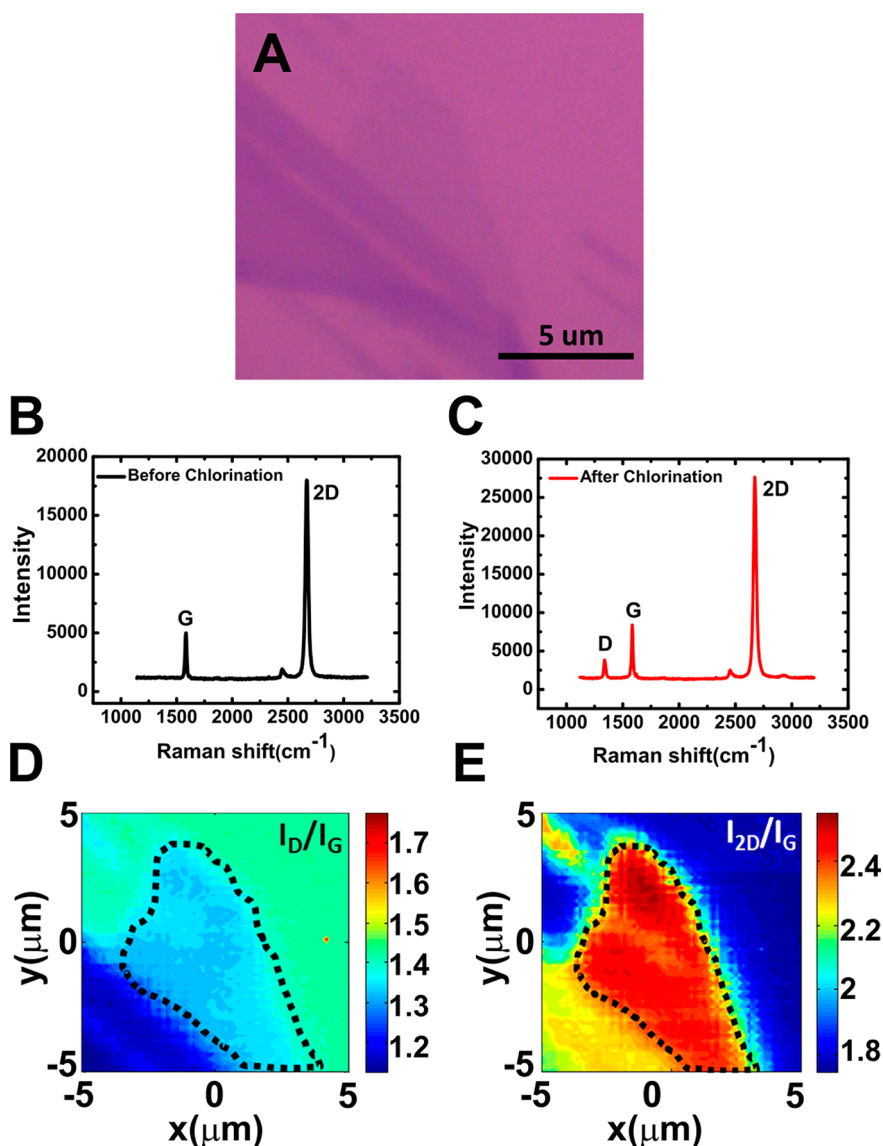 A
5 um
B
C
20000
15000
10000
5000
0
Intensity
Before Chlorination
2D
G
1000 1500 2000 2500 3000 3500
Raman shift(cm⁻¹)
30000
25000
20000
15000
10000
5000
0
Intensity
After Chlorination
2D
G
D
1000 1500 2000 2500 3000 3500
Raman shift(cm⁻¹)
D
E
5
0
-5
y(μm)
I_D/I_G
-5 0 5
x(μm)
1.7
1.6
1.5
1.4
1.3
1.2
5
0
-5
y(μm)
I_2D/I_G
-5 0 5
x(μm)
2.4
2.2
2
1.8